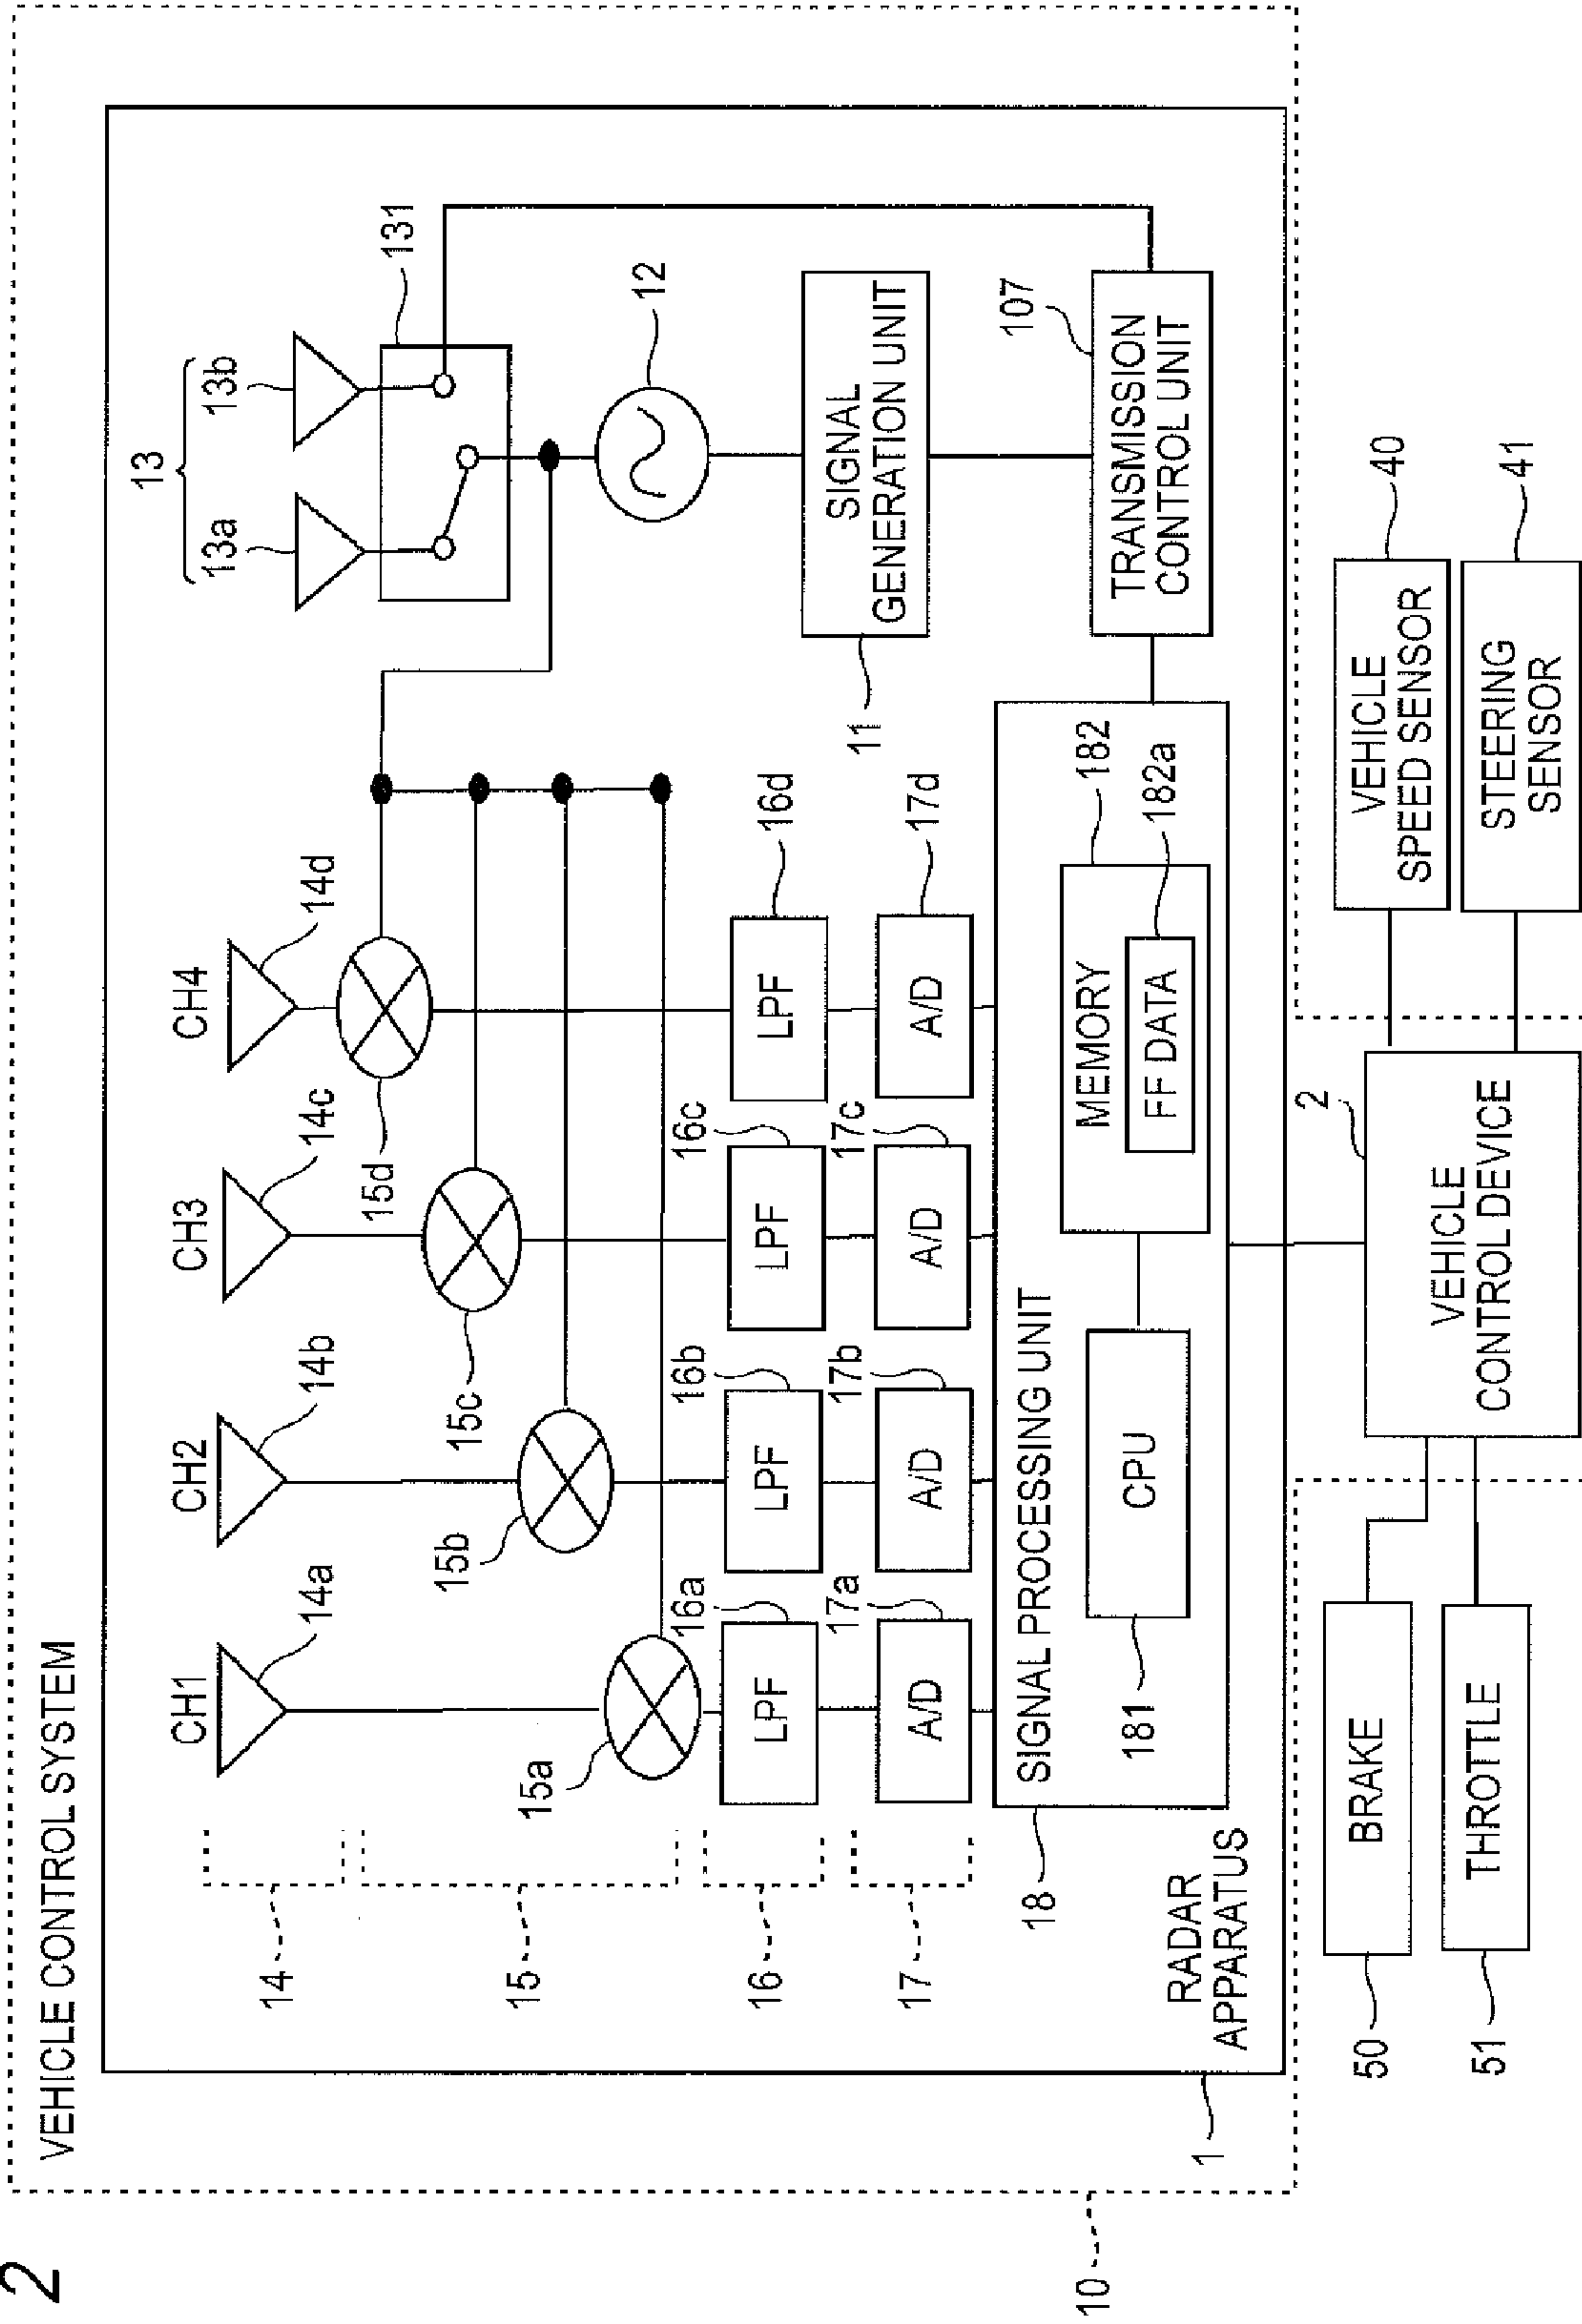 2
VEHICLE CONTROL SYSTEM
CH1
CH2
CH3
CH4
13
13a
13b
14a
14b
14c
14d
131
14
15d
15c
15b
15a
15
12
16a
16b
16c
16d
LPF
LPF
LPF
LPF
16
SIGNAL
GENERATION UNIT
11
17a
17b
17c
17d
A/D
A/D
A/D
A/D
17
107
TRANSMISSION
CONTROL UNIT
SIGNAL PROCESSING UNIT
18
182
MEMORY
182a
FF DATA
CPU
181
RADAR
APPARATUS
1
10
2
VEHICLE
CONTROL DEVICE
VEHICLE
SPEED SENSOR
40
STEERING
SENSOR
41
BRAKE
50
THROTTLE
51